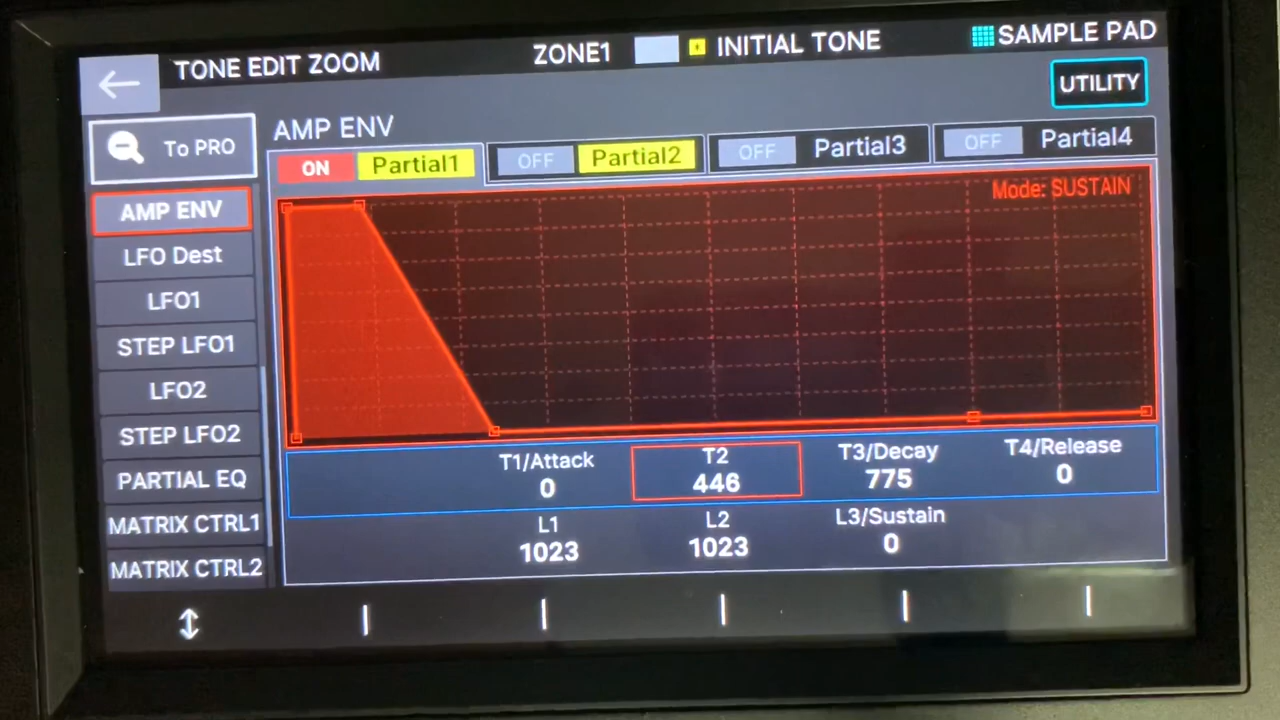 TONE EDIT ZOOM ZONE1 INITIAL TONE SAMPLE PAD
UTILITY
To PRO
AMP ENV
ON Partial1 OFF Partial2 OFF Partial3 OFF Partial4
Mode: SUSTAIN
AMP ENV
LFO Dest
LFO1
STEP LFO1
LFO2
STEP LFO2
PARTIAL EQ
MATRIX CTRL1
MATRIX CTRL2
T1/Attack T2 T3/Decay T4/Release
0 446 775 0
L1 L2 L3/Sustain
1023 1023 0